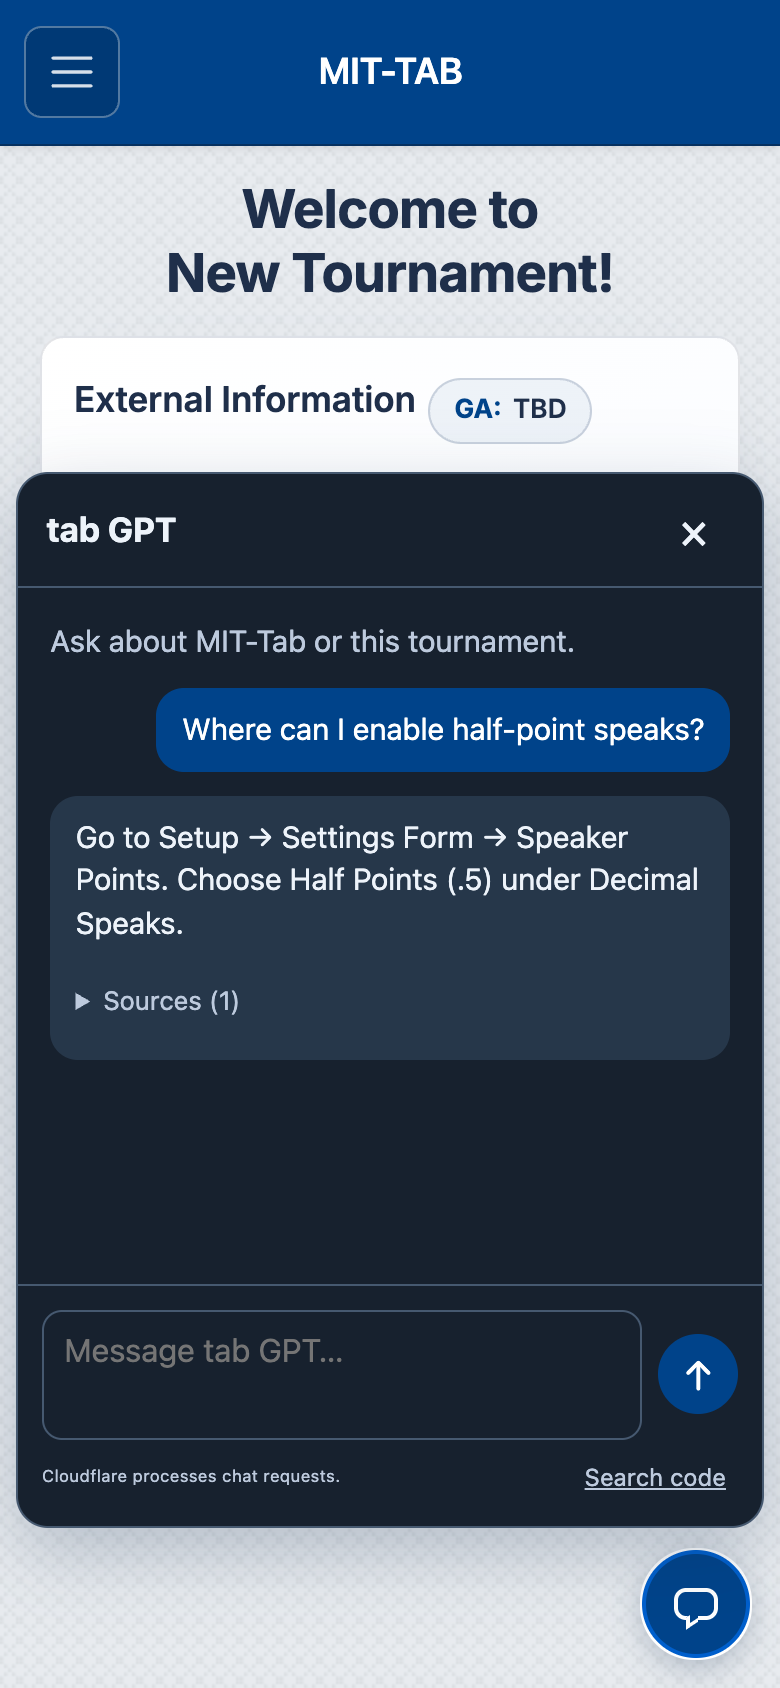 MIT-TAB
Welcome to
New Tournament!
External Information
GA: TBD
tab GPT
Ask about MIT-Tab or this tournament.
Where can I enable half-point speaks?
Go to Setup → Settings Form → Speaker
Points. Choose Half Points (.5) under Decimal
Speaks.
Sources (1)
Message tab GPT...
Cloudflare processes chat requests.
Search code